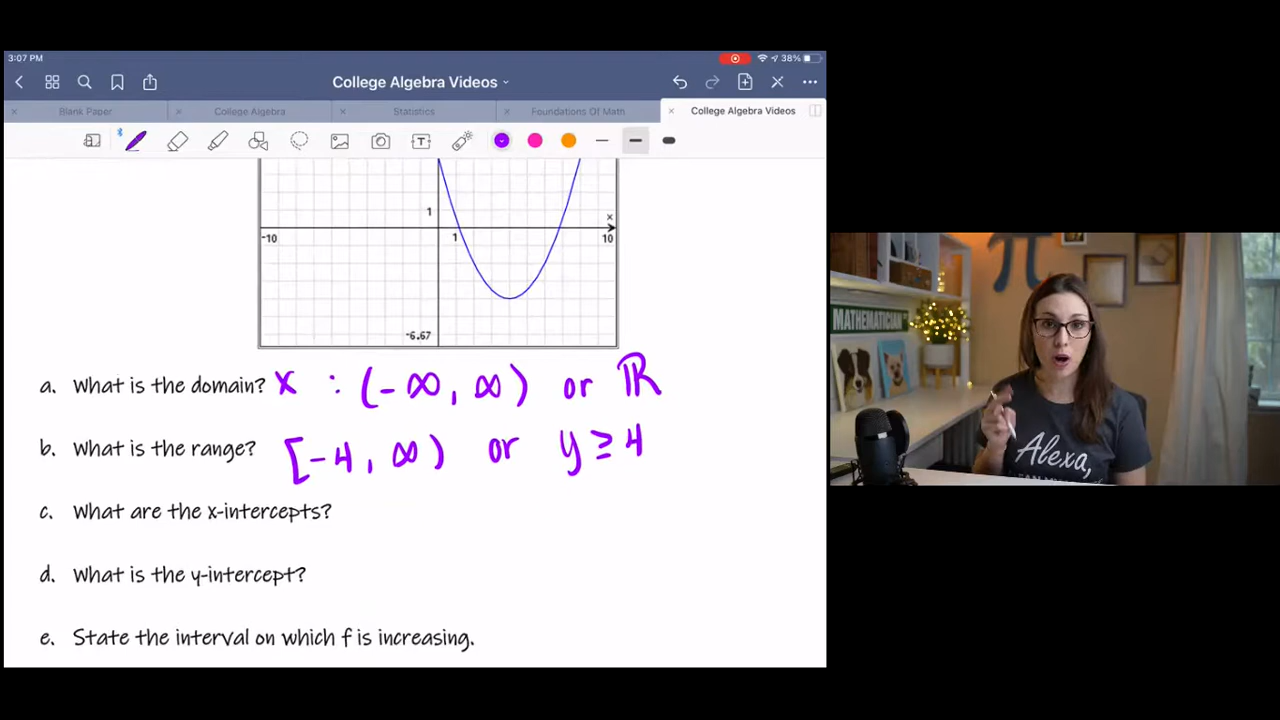 3:07 PM
38%
College Algebra Videos
Blank Paper
College Algebra
Statistics
Foundations Of Math
College Algebra Videos
T
1
x
-10
1
10
-6.67
a. What is the domain? x : (-∞, ∞) or ℝ
b. What is the range? [-4, ∞) or y ≥ 4
c. What are the x-intercepts?
d. What is the y-intercept?
e. State the interval on which f is increasing.
MATHEMATICIAN
Alexa,